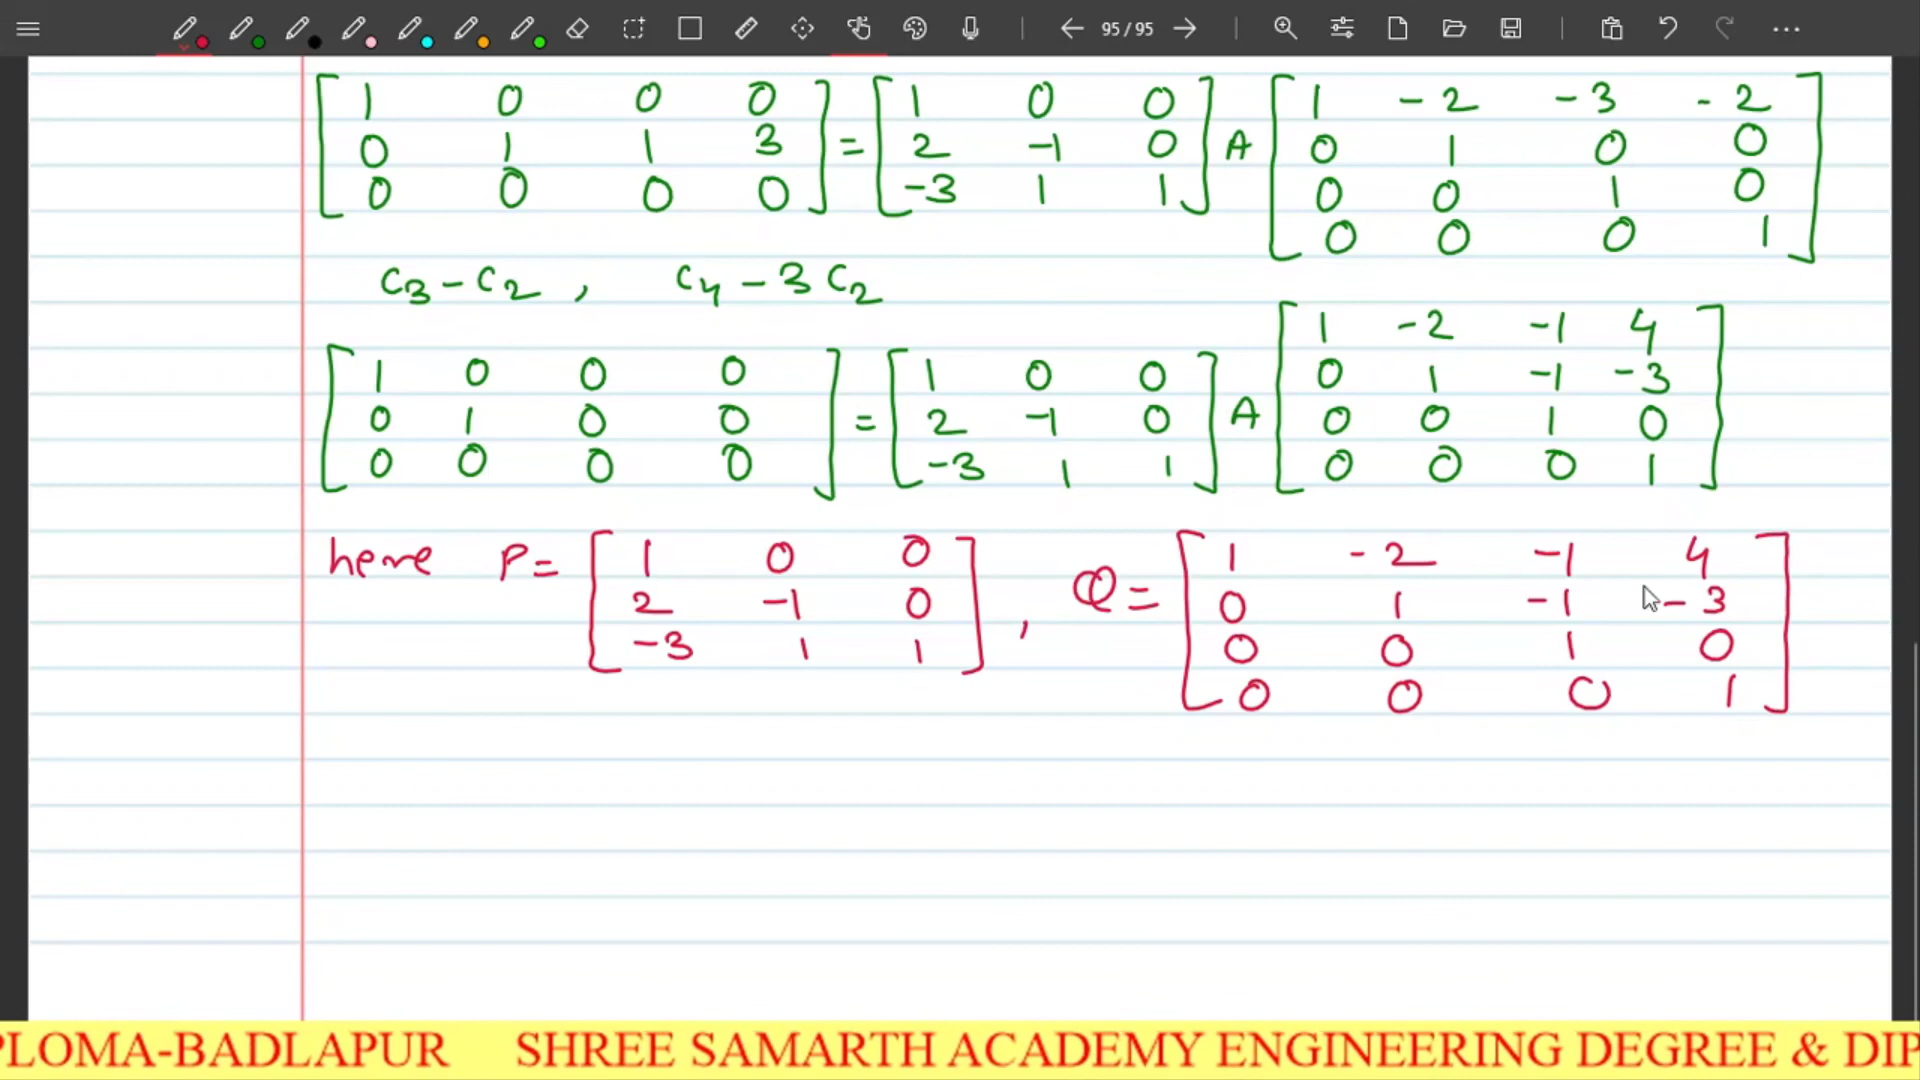 95/95
[1 0 0 0] = [1 0 0] A [1 -2 -3 -2]
[0 1 1 3] [2 -1 0] [0 1 0 0]
[0 0 0 0] [-3 1 1] [0 0 1 0]
[0 0 0 1]
C3 - C2 , C4 - 3C2
[1 0 0 0] = [1 0 0] A [1 -2 -1 4]
[0 1 0 0] [2 -1 0] [0 1 -1 -3]
[0 0 0 0] [-3 1 1] [0 0 1 0]
[0 0 0 1]
here P = [1 0 0] , Q = [1 -2 -1 4]
[2 -1 0] [0 1 -1 -3]
[-3 1 1] [0 0 1 0]
[0 0 0 1]
PLOMA-BADLAPUR SHREE SAMARTH ACADEMY ENGINEERING DEGREE & DIP